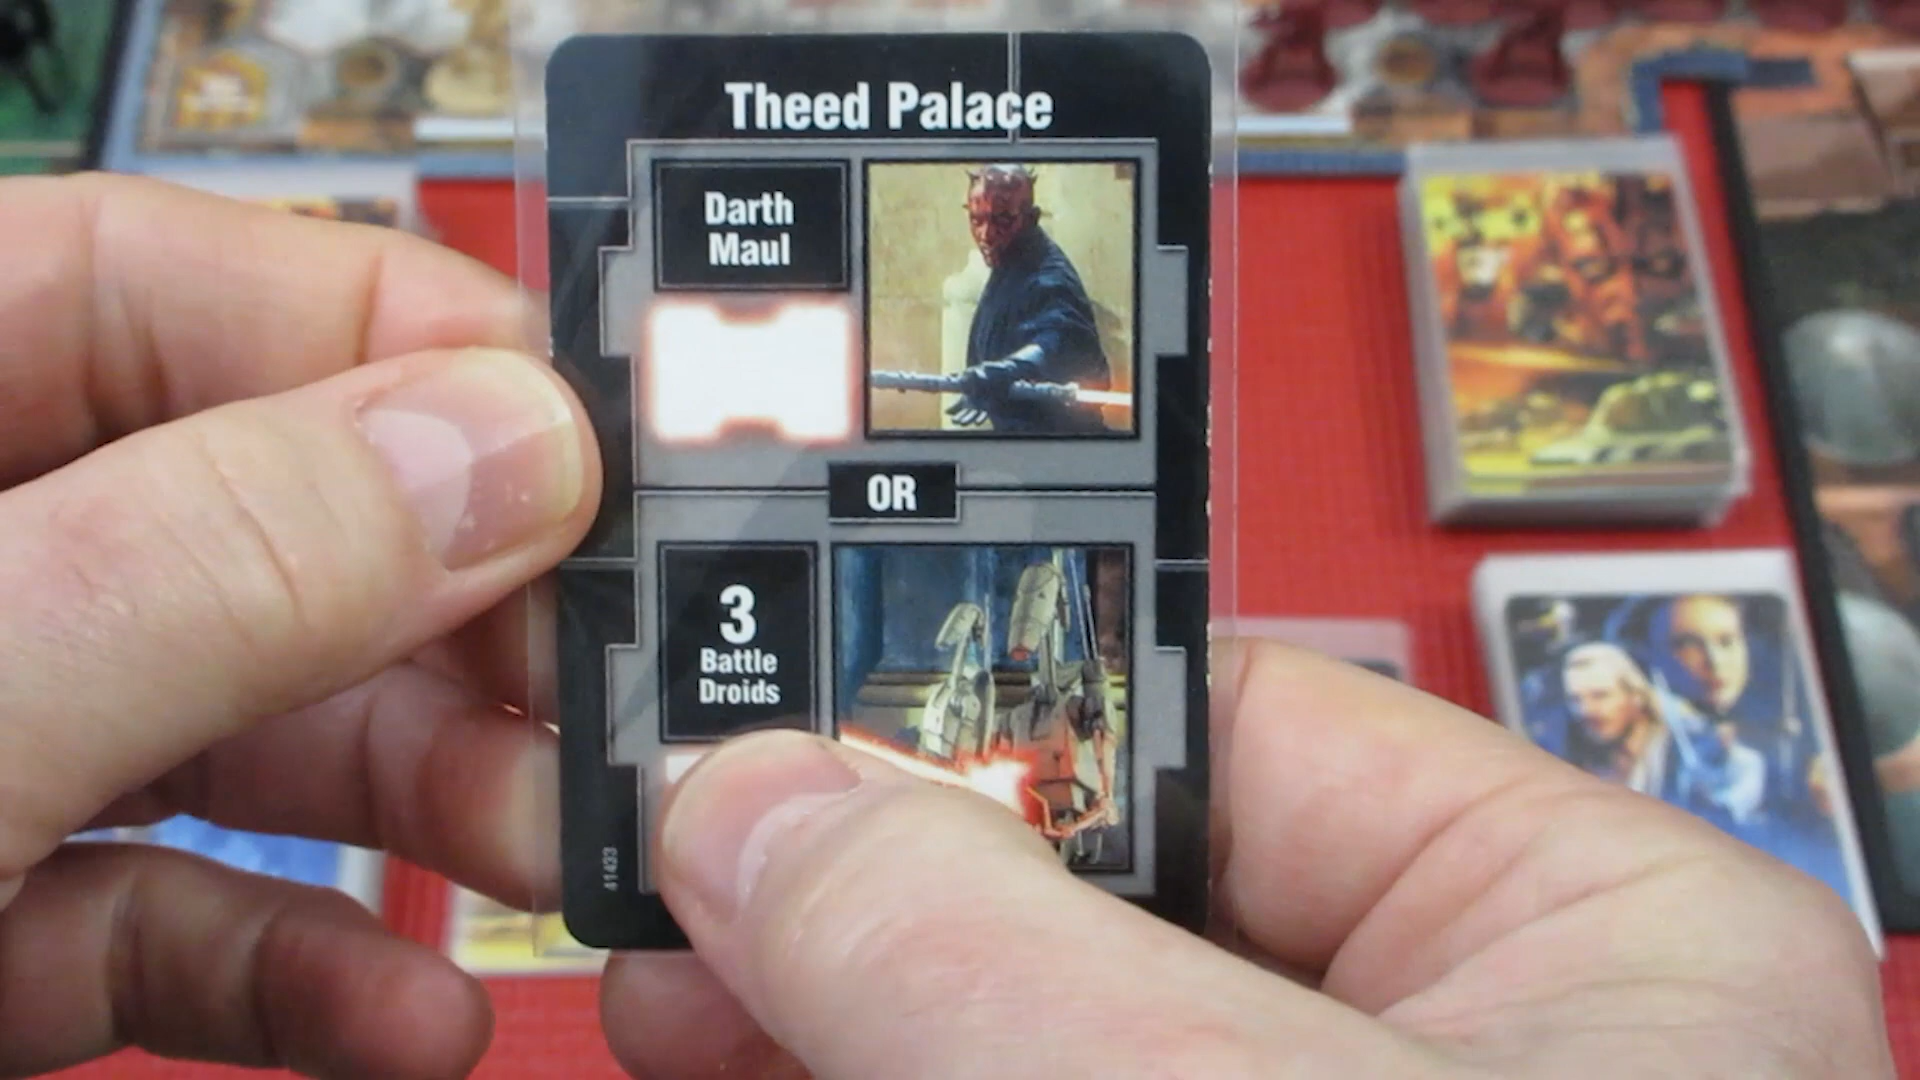 Theed Palace
Darth
Maul
OR
3
Battle
Droids
41433